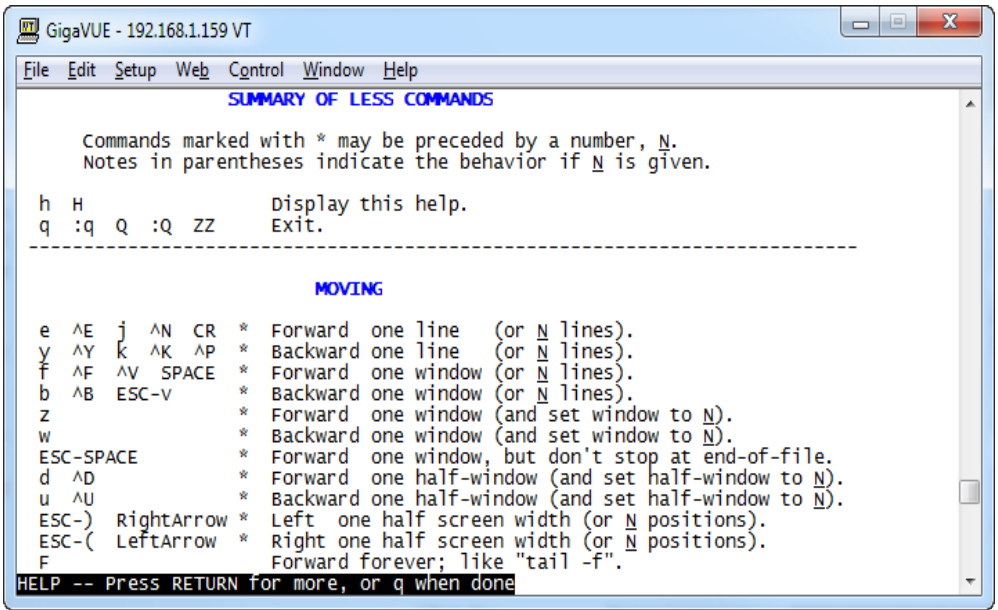 GigaVUE - 192.168.1.159 VT
File Edit Setup Web Control Window Help
SUMMARY OF LESS COMMANDS
Commands marked with * may be preceded by a number, N.
Notes in parentheses indicate the behavior if N is given.
h H Display this help.
q :q Q :Q ZZ Exit.
---------------------------------------------------------------------------
MOVING
e ^E j ^N CR * Forward one line (or N lines).
y ^Y k ^K ^P * Backward one line (or N lines).
f ^F ^V SPACE * Forward one window (or N lines).
b ^B ESC-v * Backward one window (or N lines).
z * Forward one window (and set window to N).
w * Backward one window (and set window to N).
ESC-SPACE * Forward one window, but don't stop at end-of-file.
d ^D * Forward one half-window (and set half-window to N).
u ^U * Backward one half-window (and set half-window to N).
ESC-) RightArrow * Left one half screen width (or N positions).
ESC-( LeftArrow * Right one half screen width (or N positions).
F Forward forever; like "tail -f".
HELP -- Press RETURN for more, or q when done